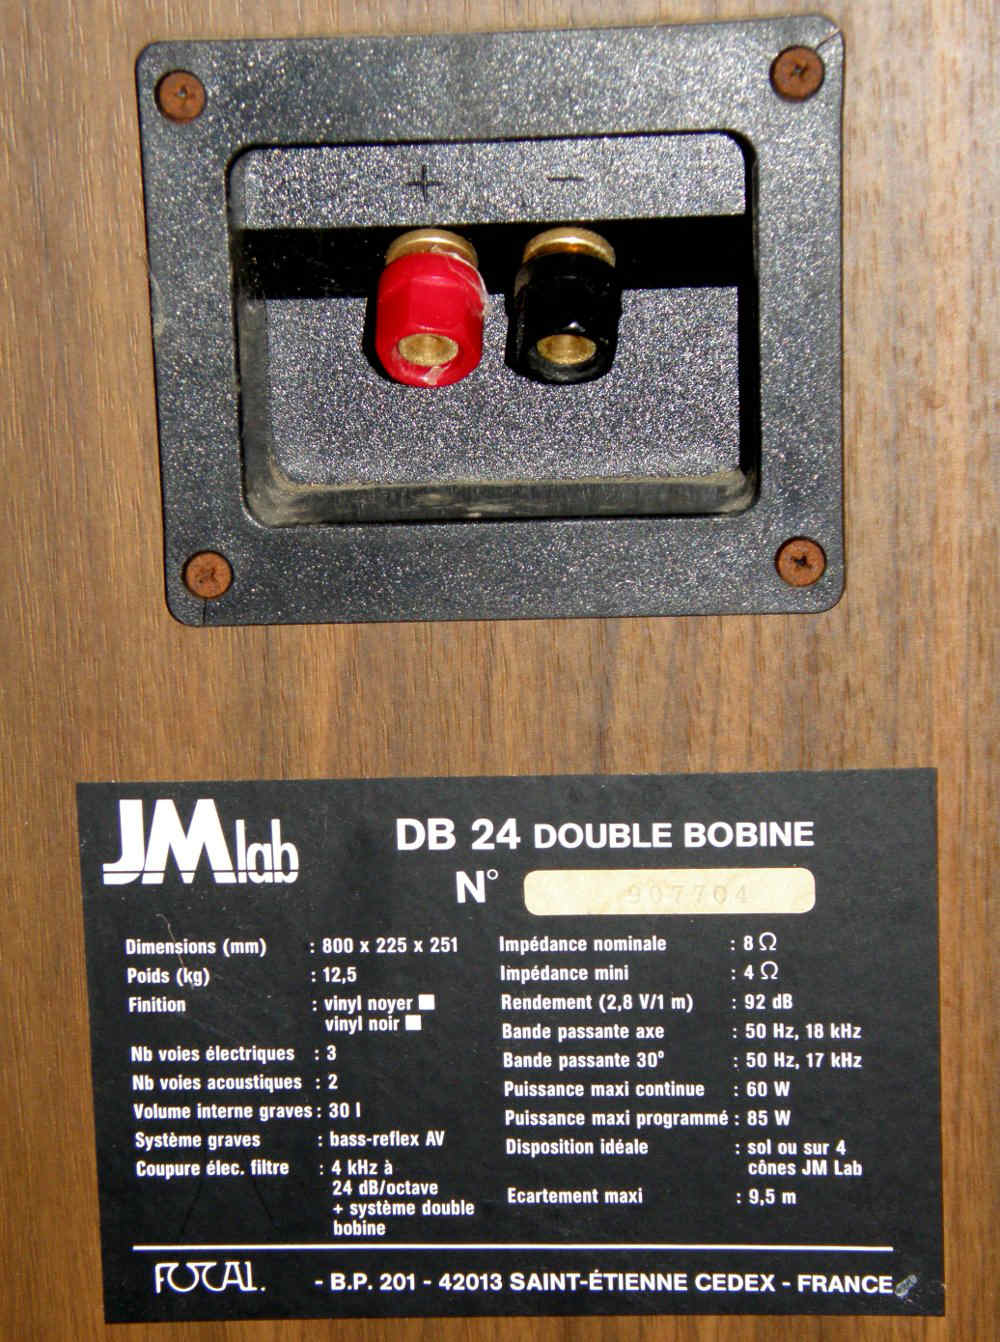 + −
JMlab
DB 24 DOUBLE BOBINE
N° 907704
Dimensions (mm) : 800 x 225 x 251
Poids (kg) : 12,5
Finition : vinyl noyer
vinyl noir
Nb voies électriques : 3
Nb voies acoustiques : 2
Volume interne graves : 30 l
Système graves : bass-reflex AV
Coupure élec. filtre : 4 kHz à
24 dB/octave
+ système double
bobine
Impédance nominale : 8 Ω
Impédance mini : 4 Ω
Rendement (2,8 V/1 m) : 92 dB
Bande passante axe : 50 Hz, 18 kHz
Bande passante 30° : 50 Hz, 17 kHz
Puissance maxi continue : 60 W
Puissance maxi programmé : 85 W
Disposition idéale : sol ou sur 4
cônes JM Lab
Ecartement maxi : 9,5 m
FOCAL. - B.P. 201 - 42013 SAINT-ÉTIENNE CEDEX - FRANCE